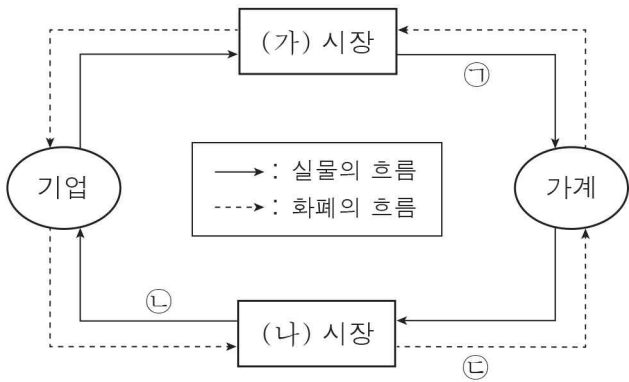 (가) 시장
㉠
기업
: 실물의 흐름
: 화폐의 흐름
가계
㉡
(나) 시장
㉢